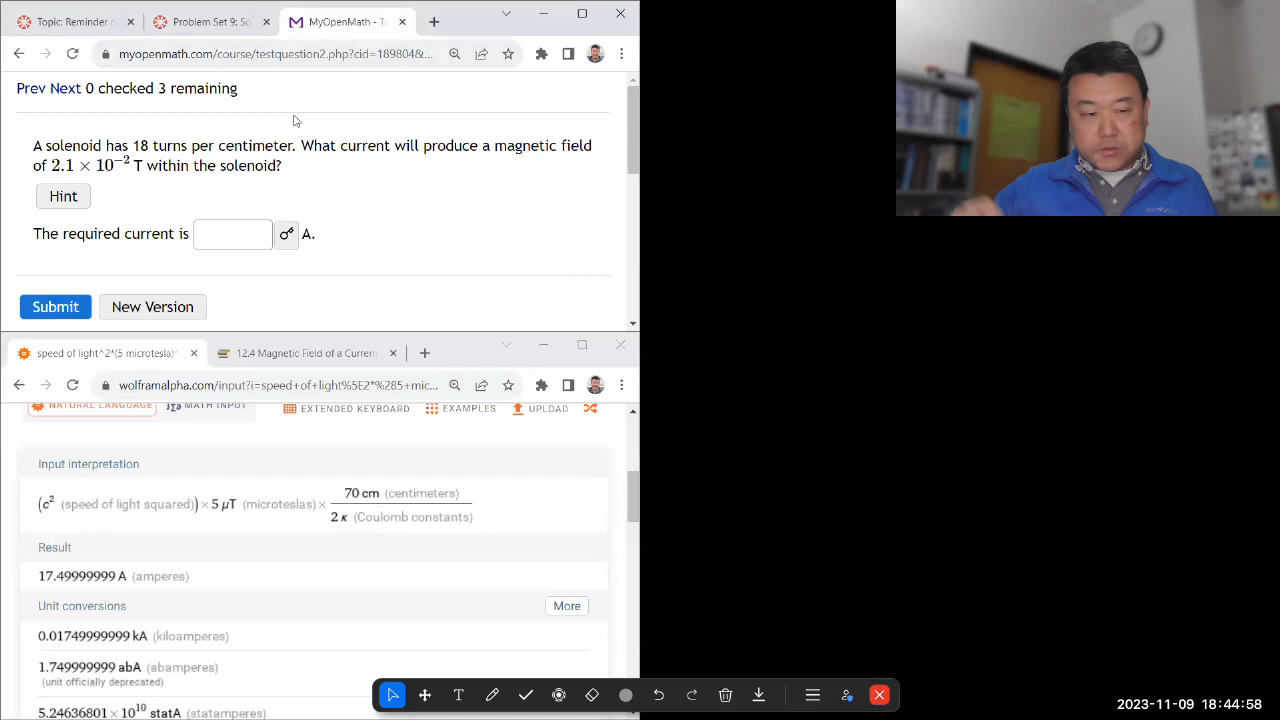 Topic: Reminder
Problem Set 9: So
MyOpenMath - T
myopenmath.com/course/testquestion2.php?cid=189804&...
Prev Next 0 checked 3 remaining
A solenoid has 18 turns per centimeter. What current will produce a magnetic field
of 2.1 × 10⁻² T within the solenoid?
Hint
The required current is
A.
Submit
New Version
speed of light^2*(5 microtesla)
12.4 Magnetic Field of a Curren
wolframalpha.com/input?i=speed+of+light%5E2*%285+mic...
NATURAL LANGUAGE
MATH INPUT
EXTENDED KEYBOARD
EXAMPLES
UPLOAD
Input interpretation
(c² (speed of light squared)) × 5 µT (microteslas) × 70 cm (centimeters)
2 κ (Coulomb constants)
Result
17.49999999 A (amperes)
Unit conversions
More
0.01749999999 kA (kiloamperes)
1.749999999 abA (abamperes)
(unit officially deprecated)
5.24636801 × 10¹⁰ statA (statamperes)
2023-11-09 18:44:58